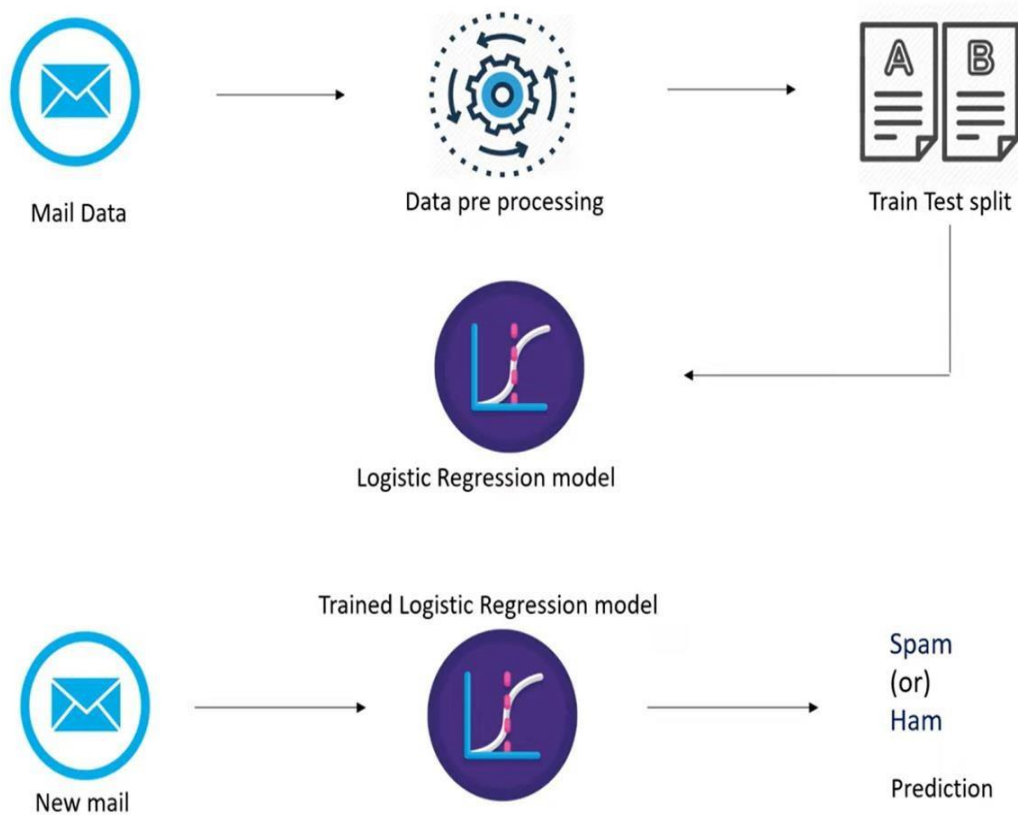 A B
Mail Data
Data pre processing
Train Test split
Logistic Regression model
Trained Logistic Regression model
New mail
Spam
(or)
Ham
Prediction